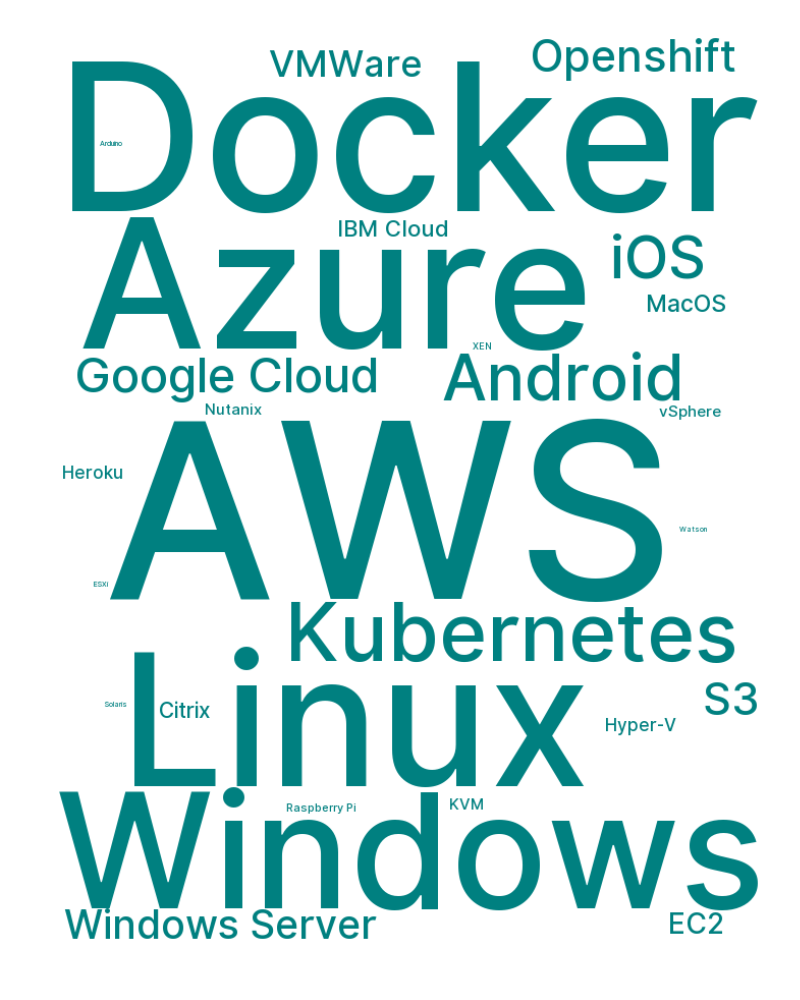 VMWare
Openshift
Docker
Arduino
IBM Cloud
Azure
iOS
MacOS
XEN
Google Cloud
Android
Nutanix
vSphere
AWS
Heroku
Watson
ESXi
Kubernetes
Linux
S3
Solaris
Citrix
Hyper-V
Windows
Raspberry Pi
KVM
Windows Server
EC2